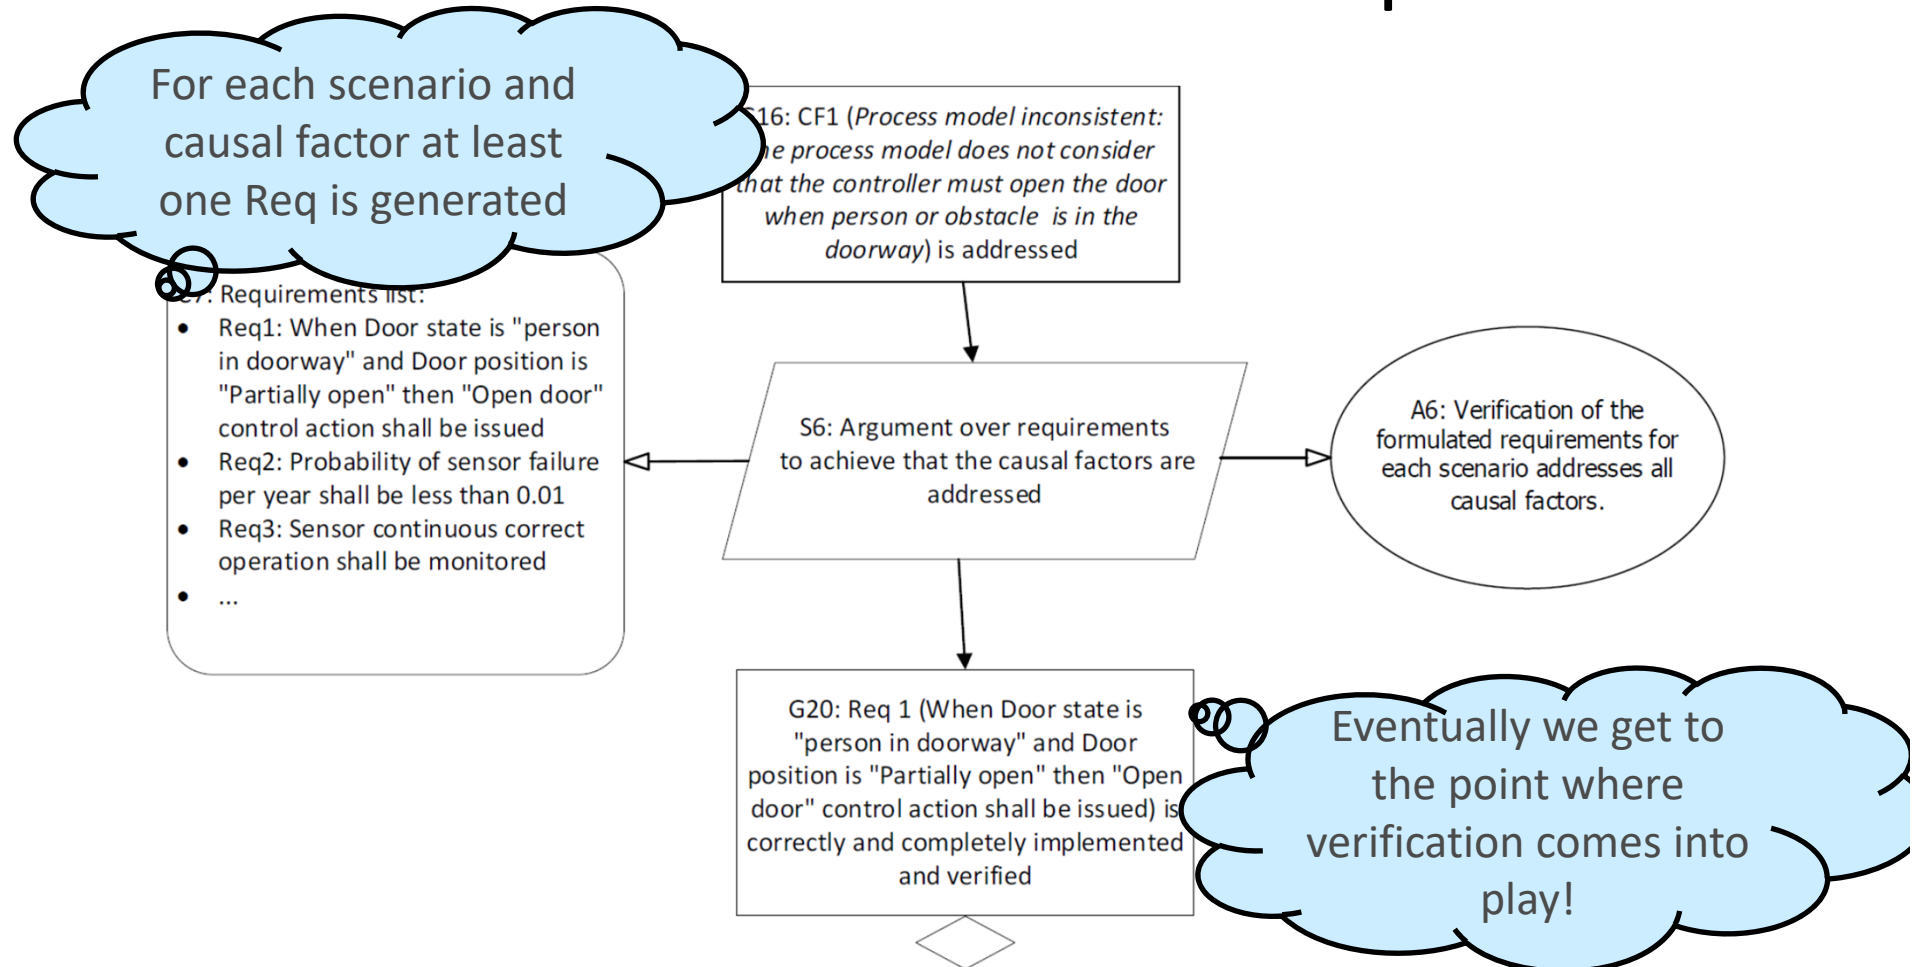 For each scenario and
causal factor at least
one Req is generated
16: CF1 (Process model inconsistent:
e process model does not consider
that the controller must open the door
when person or obstacle is in the
doorway) is addressed
7: Requirements list:
• Req1: When Door state is "person
in doorway" and Door position is
"Partially open" then "Open door"
control action shall be issued
• Req2: Probability of sensor failure
per year shall be less than 0.01
• Req3: Sensor continuous correct
operation shall be monitored
• ...
S6: Argument over requirements
to achieve that the causal factors are
addressed
A6: Verification of the
formulated requirements for
each scenario addresses all
causal factors.
G20: Req 1 (When Door state is
"person in doorway" and Door
position is "Partially open" then "Open
door" control action shall be issued) is
correctly and completely implemented
and verified
Eventually we get to
the point where
verification comes into
play!